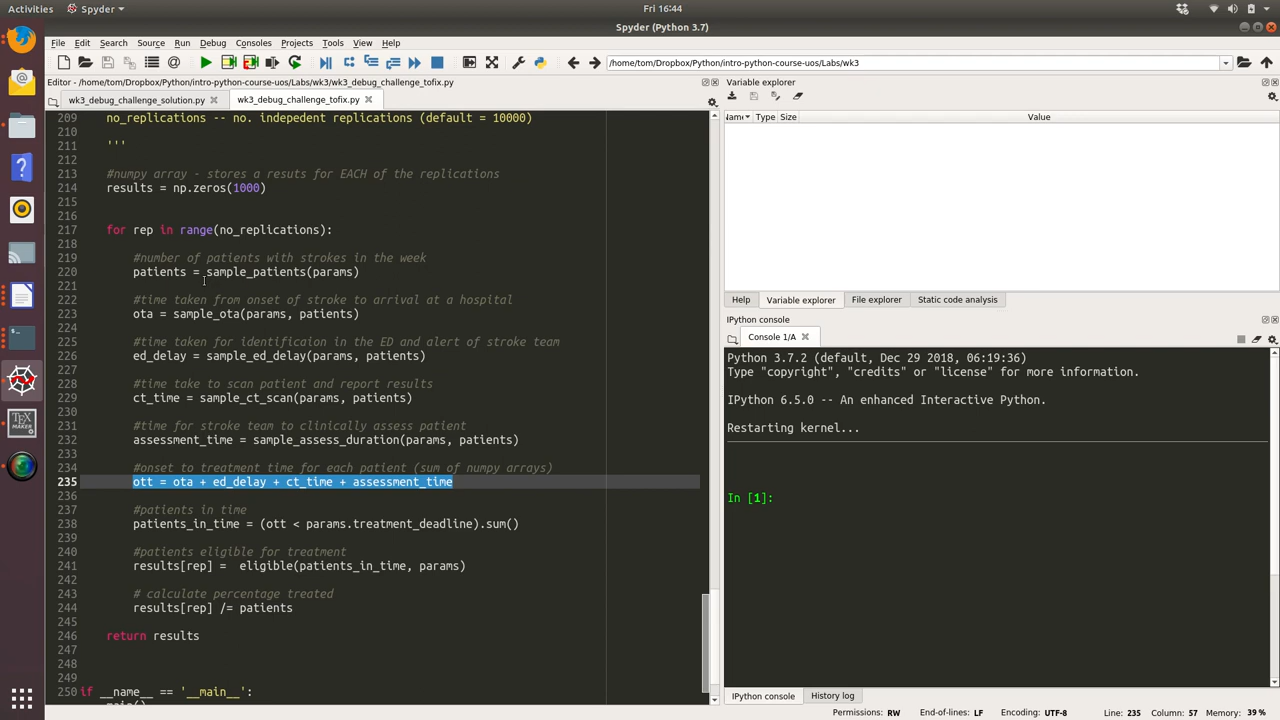 Activities
Spyder
Fri 16:44
Spyder (Python 3.7)
File Edit Search Source Run Debug Consoles Projects Tools View Help
/home/tom/Dropbox/Python/intro-python-course-uos/Labs/wk3
Editor - /home/tom/Dropbox/Python/intro-python-course-uos/Labs/wk3/wk3_debug_challenge_tofix.py
wk3_debug_challenge_solution.py
wk3_debug_challenge_tofix.py
209 no_replications -- no. indepedent replications (default = 10000)
210
211 '''
212
213 #numpy array - stores a resuts for EACH of the replications
214 results = np.zeros(1000)
215
216
217 for rep in range(no_replications):
218
219 #number of patients with strokes in the week
220 patients = sample_patients(params)
221
222 #time taken from onset of stroke to arrival at a hospital
223 ota = sample_ota(params, patients)
224
225 #time taken for identificaion in the ED and alert of stroke team
226 ed_delay = sample_ed_delay(params, patients)
227
228 #time take to scan patient and report results
229 ct_time = sample_ct_scan(params, patients)
230
231 #time for stroke team to clinically assess patient
232 assessment_time = sample_assess_duration(params, patients)
233
234 #onset to treatment time for each patient (sum of numpy arrays)
235 ott = ota + ed_delay + ct_time + assessment_time
236
237 #patients in time
238 patients_in_time = (ott < params.treatment_deadline).sum()
239
240 #patients eligible for treatment
241 results[rep] =  eligible(patients_in_time, params)
242
243 # calculate percentage treated
244 results[rep] /= patients
245
246 return results
247
248
249
250 if __name__ == '__main__':
main()
Variable explorer
Name Type Size Value
Help Variable explorer File explorer Static code analysis
IPython console
Console 1/A
Python 3.7.2 (default, Dec 29 2018, 06:19:36)
Type "copyright", "credits" or "license" for more information.
IPython 6.5.0 -- An enhanced Interactive Python.
Restarting kernel...
In [1]:
IPython console History log
Permissions: RW End-of-lines: LF Encoding: UTF-8 Line: 235 Column: 57 Memory: 39 %